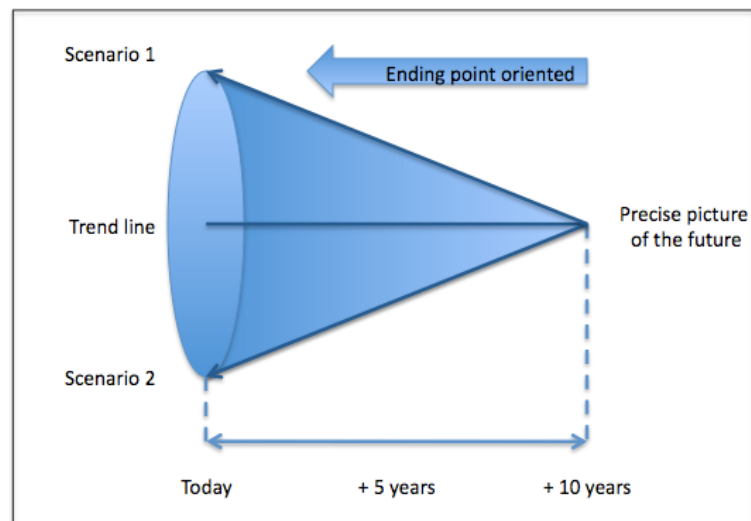 Scenario 1
Ending point oriented
Trend line
Precise picture
of the future
Scenario 2
Today
+ 5 years
+ 10 years